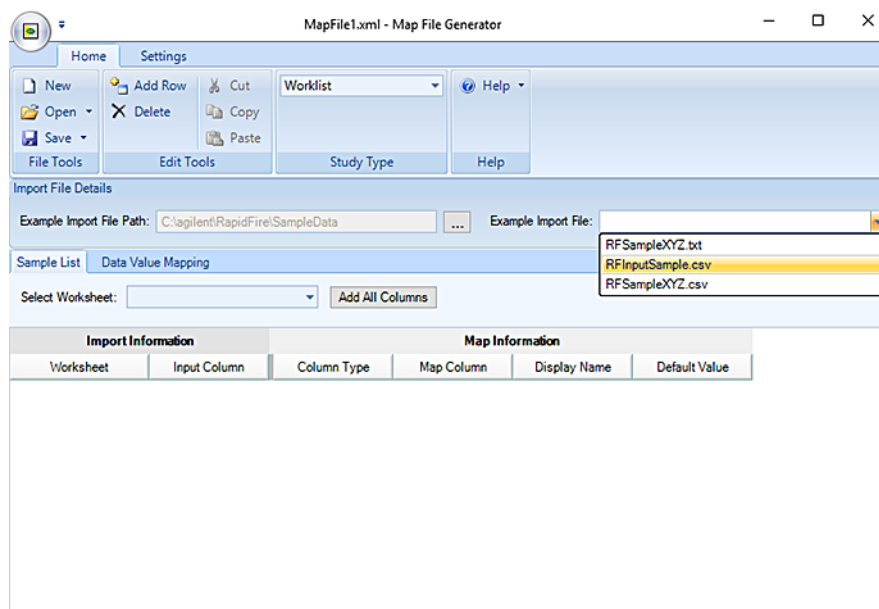 MapFile1.xml - Map File Generator
Home Settings
New Add Row Cut Worklist Help
Open Delete Copy
Save Paste
File Tools Edit Tools Study Type Help
Import File Details
Example Import File Path: C:\agilent\RapidFire\SampleData ... Example Import File:
RFSampleXYZ.txt
Sample List Data Value Mapping RFInputSample.csv
RFSampleXYZ.csv
Select Worksheet: Add All Columns
Import Information Map Information
Worksheet Input Column Column Type Map Column Display Name Default Value